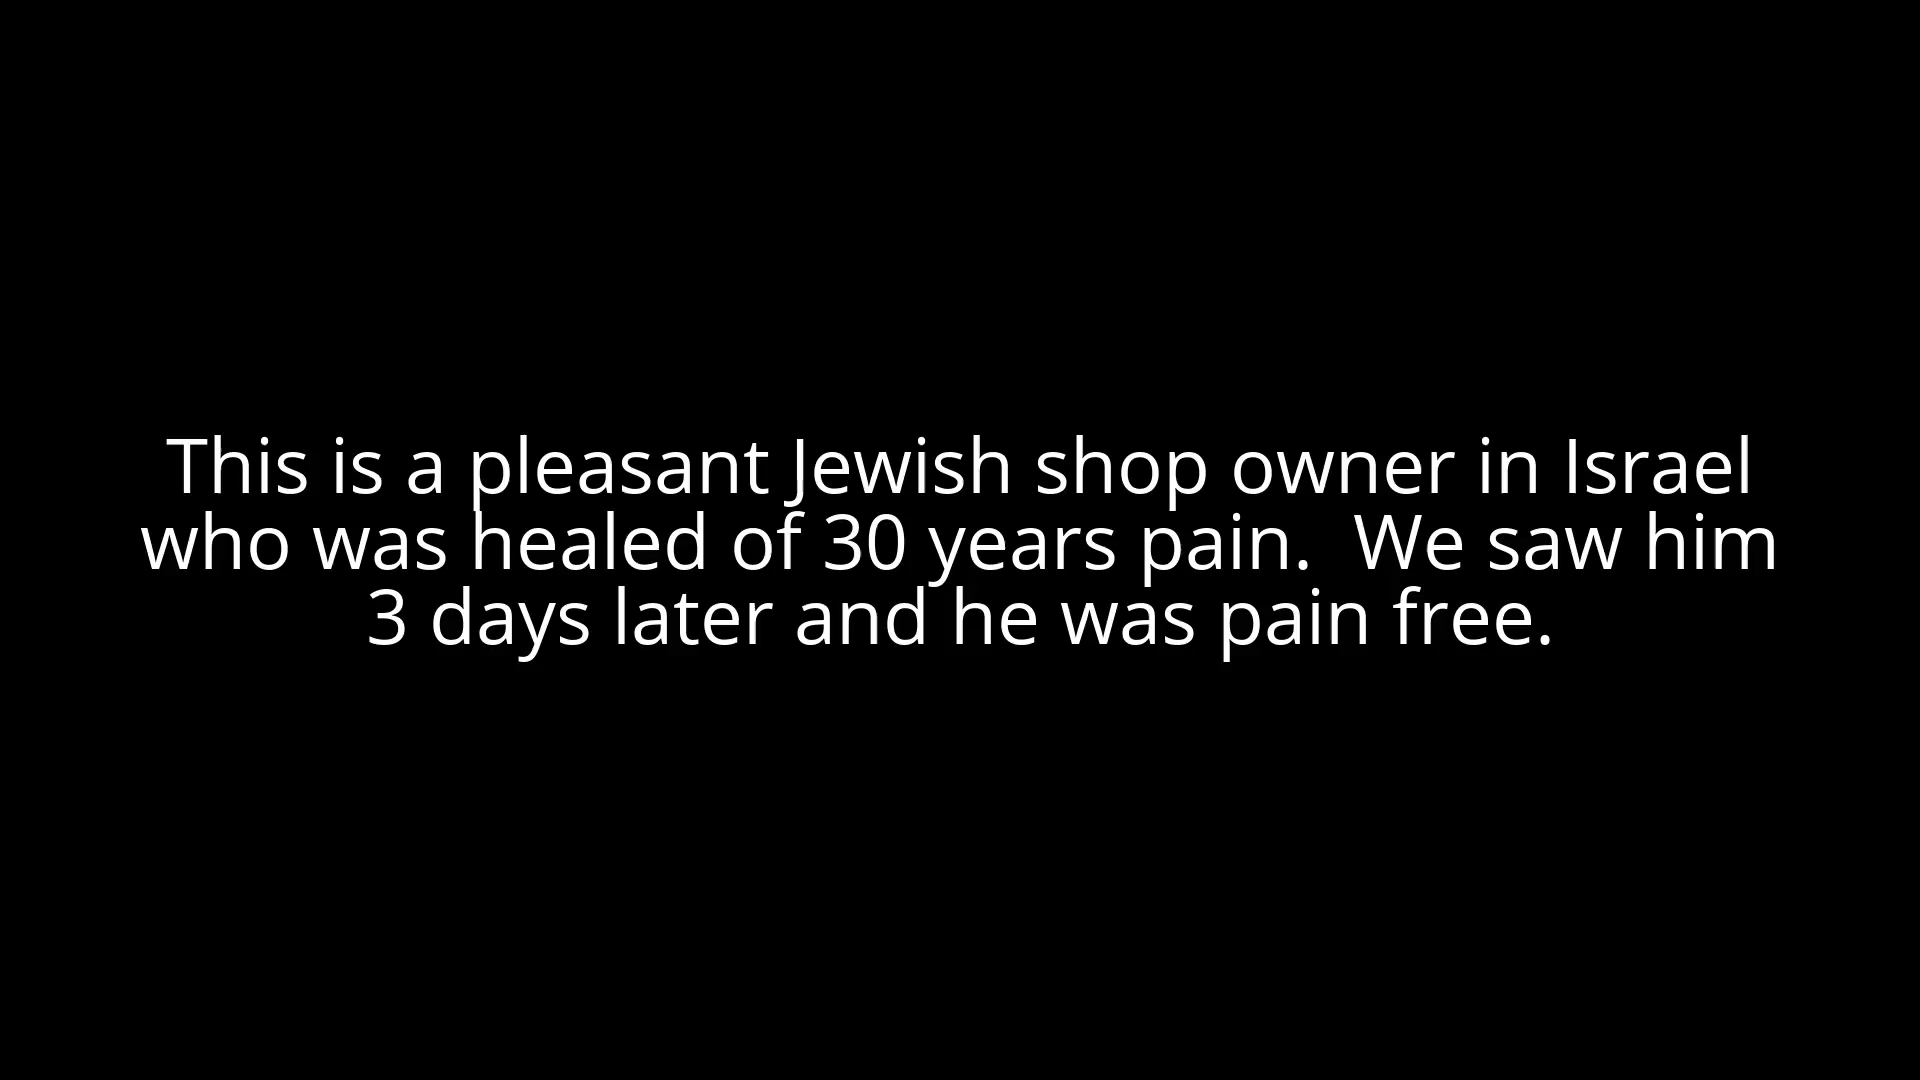 This is a pleasant Jewish shop owner in Israel
who was healed of 30 years pain.  We saw him
3 days later and he was pain free.